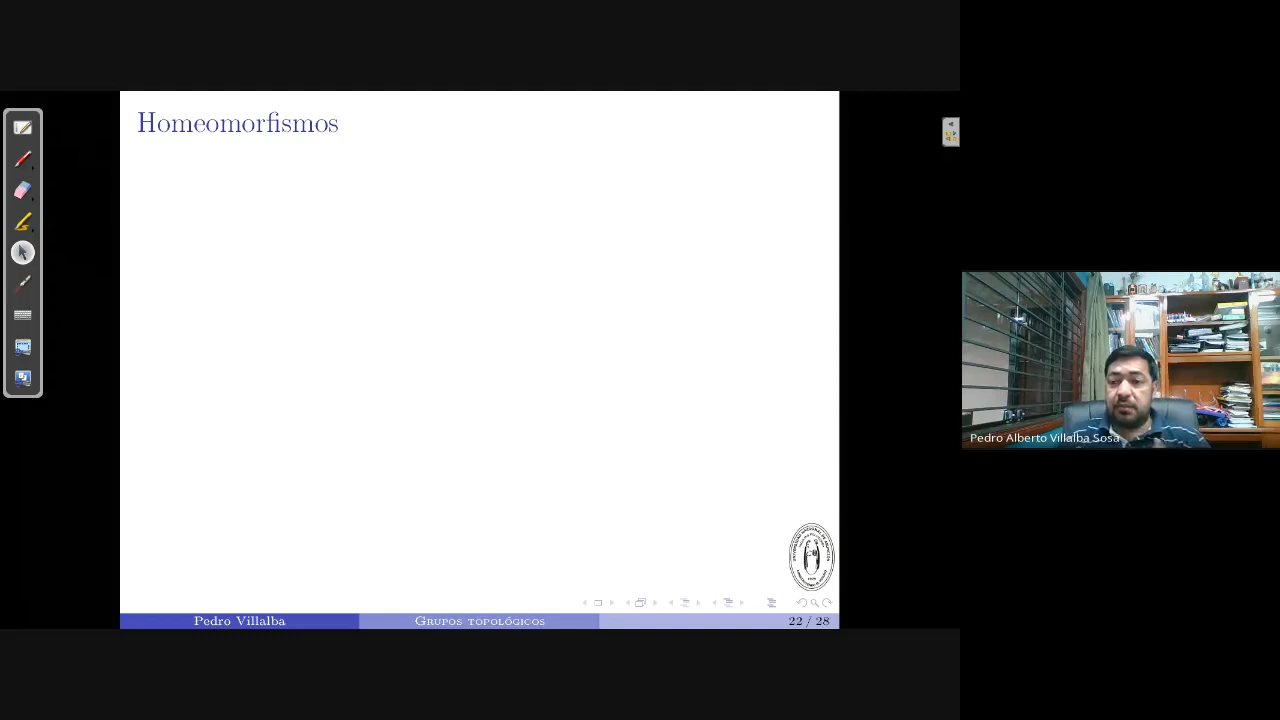 Homeomorfismos
Pedro Alberto Villalba Sosa
Pedro Villalba
Grupos topológicos
22 / 28